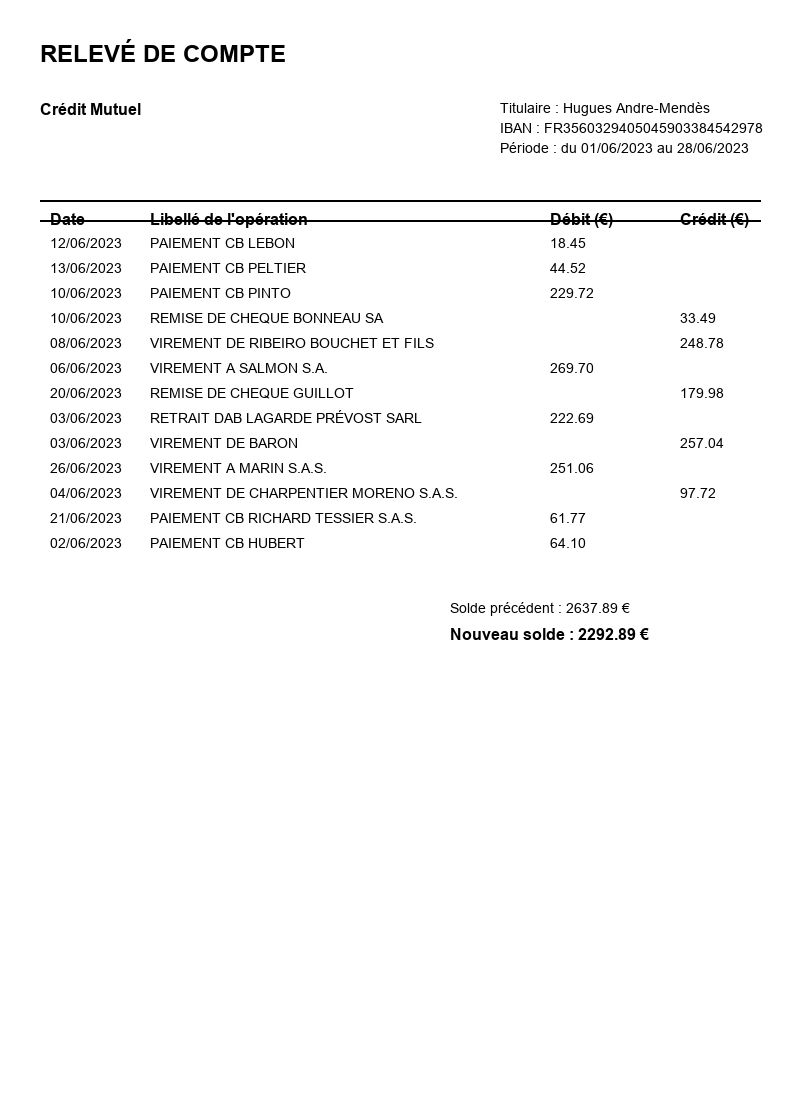 RELEVÉ DE COMPTE
Crédit Mutuel
Titulaire : Hugues Andre-Mendès
IBAN : FR3560329405045903384542978
Période : du 01/06/2023 au 28/06/2023
Date Libellé de l'opération Débit (€) Crédit (€)
12/06/2023 PAIEMENT CB LEBON 18.45
13/06/2023 PAIEMENT CB PELTIER 44.52
10/06/2023 PAIEMENT CB PINTO 229.72
10/06/2023 REMISE DE CHEQUE BONNEAU SA 33.49
08/06/2023 VIREMENT DE RIBEIRO BOUCHET ET FILS 248.78
06/06/2023 VIREMENT A SALMON S.A. 269.70
20/06/2023 REMISE DE CHEQUE GUILLOT 179.98
03/06/2023 RETRAIT DAB LAGARDE PRÉVOST SARL 222.69
03/06/2023 VIREMENT DE BARON 257.04
26/06/2023 VIREMENT A MARIN S.A.S. 251.06
04/06/2023 VIREMENT DE CHARPENTIER MORENO S.A.S. 97.72
21/06/2023 PAIEMENT CB RICHARD TESSIER S.A.S. 61.77
02/06/2023 PAIEMENT CB HUBERT 64.10
Solde précédent : 2637.89 €
Nouveau solde : 2292.89 €